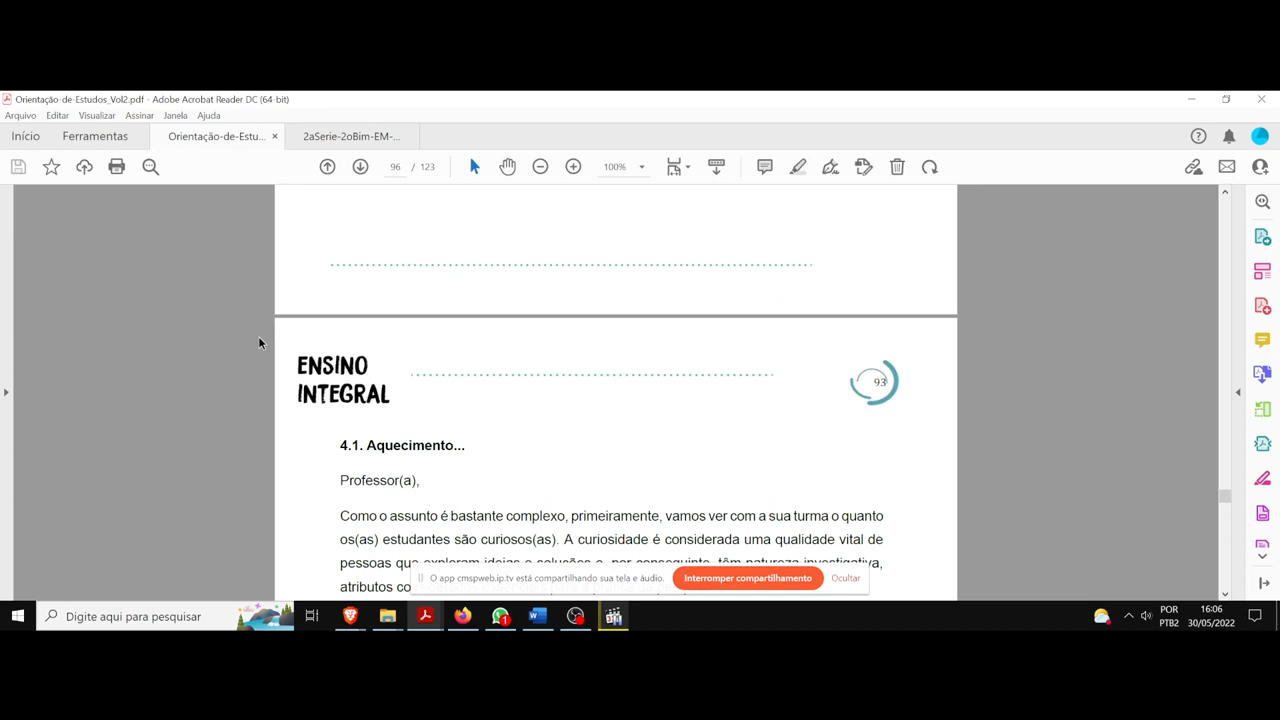 Orientação-de-Estudos_Vol2.pdf - Adobe Acrobat Reader DC (64-bit)
Arquivo Editar Visualizar Assinar Janela Ajuda
Início Ferramentas Orientação-de-Estu... × 2aSerie-2oBim-EM-...
96 / 123 100%
ENSINO
INTEGRAL
93
4.1. Aquecimento...
Professor(a),
Como o assunto é bastante complexo, primeiramente, vamos ver com a sua turma o quanto
os(as) estudantes são curiosos(as). A curiosidade é considerada uma qualidade vital de
pessoas que exploram ideias e soluções e, por conseguinte, têm natureza investigativa,
atributos
O app cmspweb.ip.tv está compartilhando sua tela e áudio. Interromper compartilhamento Ocultar
Digite aqui para pesquisar
1
POR
PTB2
16:06
30/05/2022